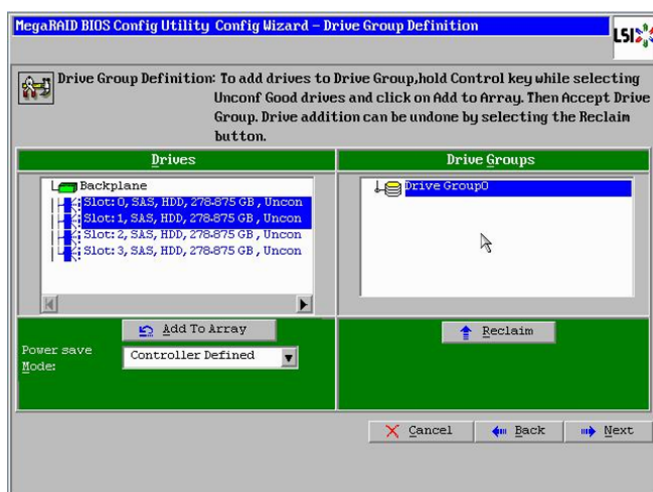 MegaRAID BIOS Config Utility Config Wizard – Drive Group Definition
LSI
Drive Group Definition: To add drives to Drive Group,hold Control key while selecting
Unconf Good drives and click on Add to Array. Then Accept Drive
Group. Drive addition can be undone by selecting the Reclaim
button.
Drives
Backplane
Slot: 0, SAS, HDD, 278.875 GB , Uncon
Slot: 1, SAS, HDD, 278.875 GB , Uncon
Slot: 2, SAS, HDD, 278.875 GB , Uncon
Slot: 3, SAS, HDD, 278.875 GB , Uncon
Add To Array
Power save
Mode:
Controller Defined
Drive Groups
Drive Group0
Reclaim
Cancel
Back
Next